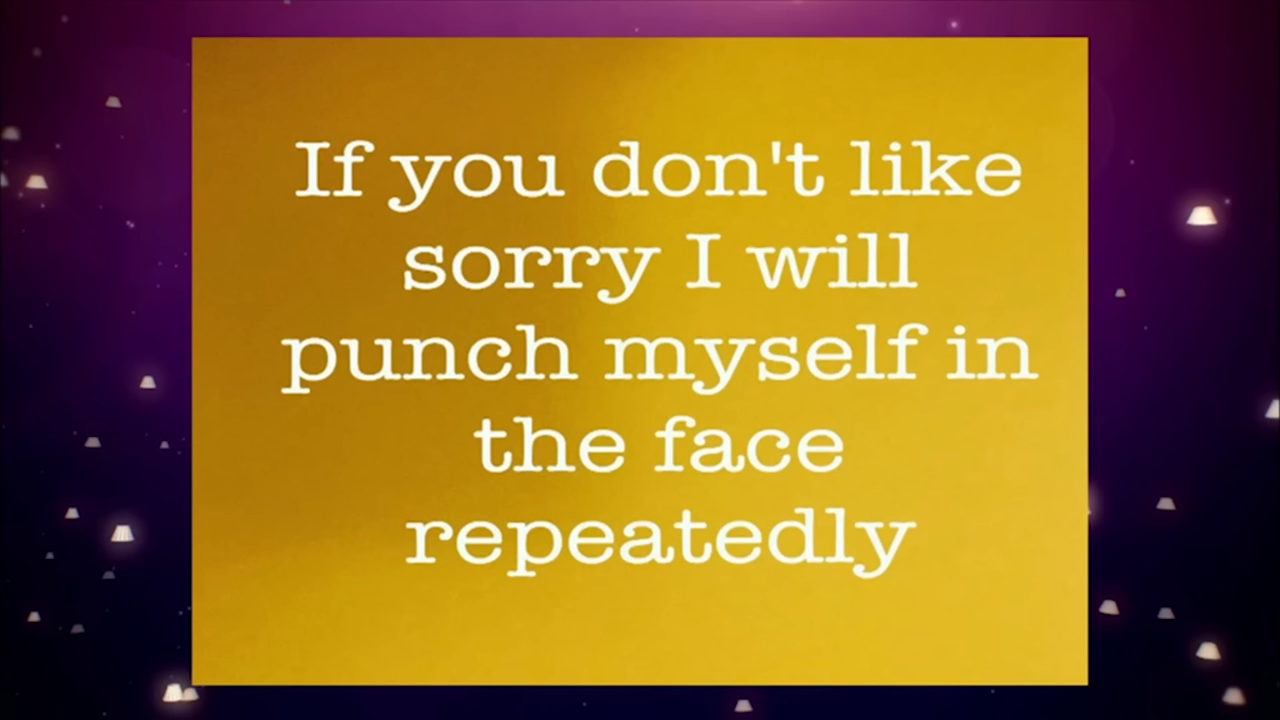 If you don't like
sorry I will
punch myself in
the face
repeatedly